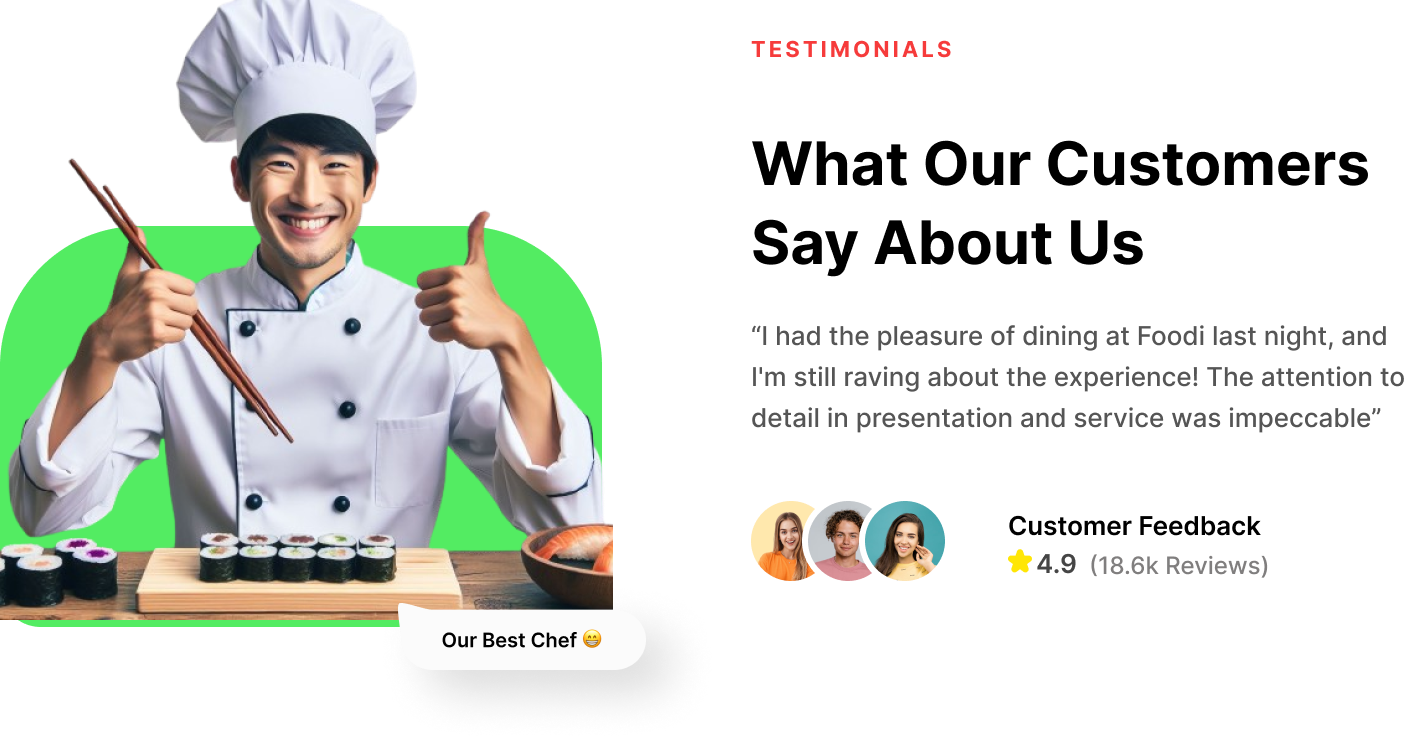 TESTIMONIALS
What Our Customers
Say About Us
“I had the pleasure of dining at Foodi last night, and
I'm still raving about the experience! The attention to
detail in presentation and service was impeccable”
Customer Feedback
4.9 (18.6k Reviews)
Our Best Chef 😁